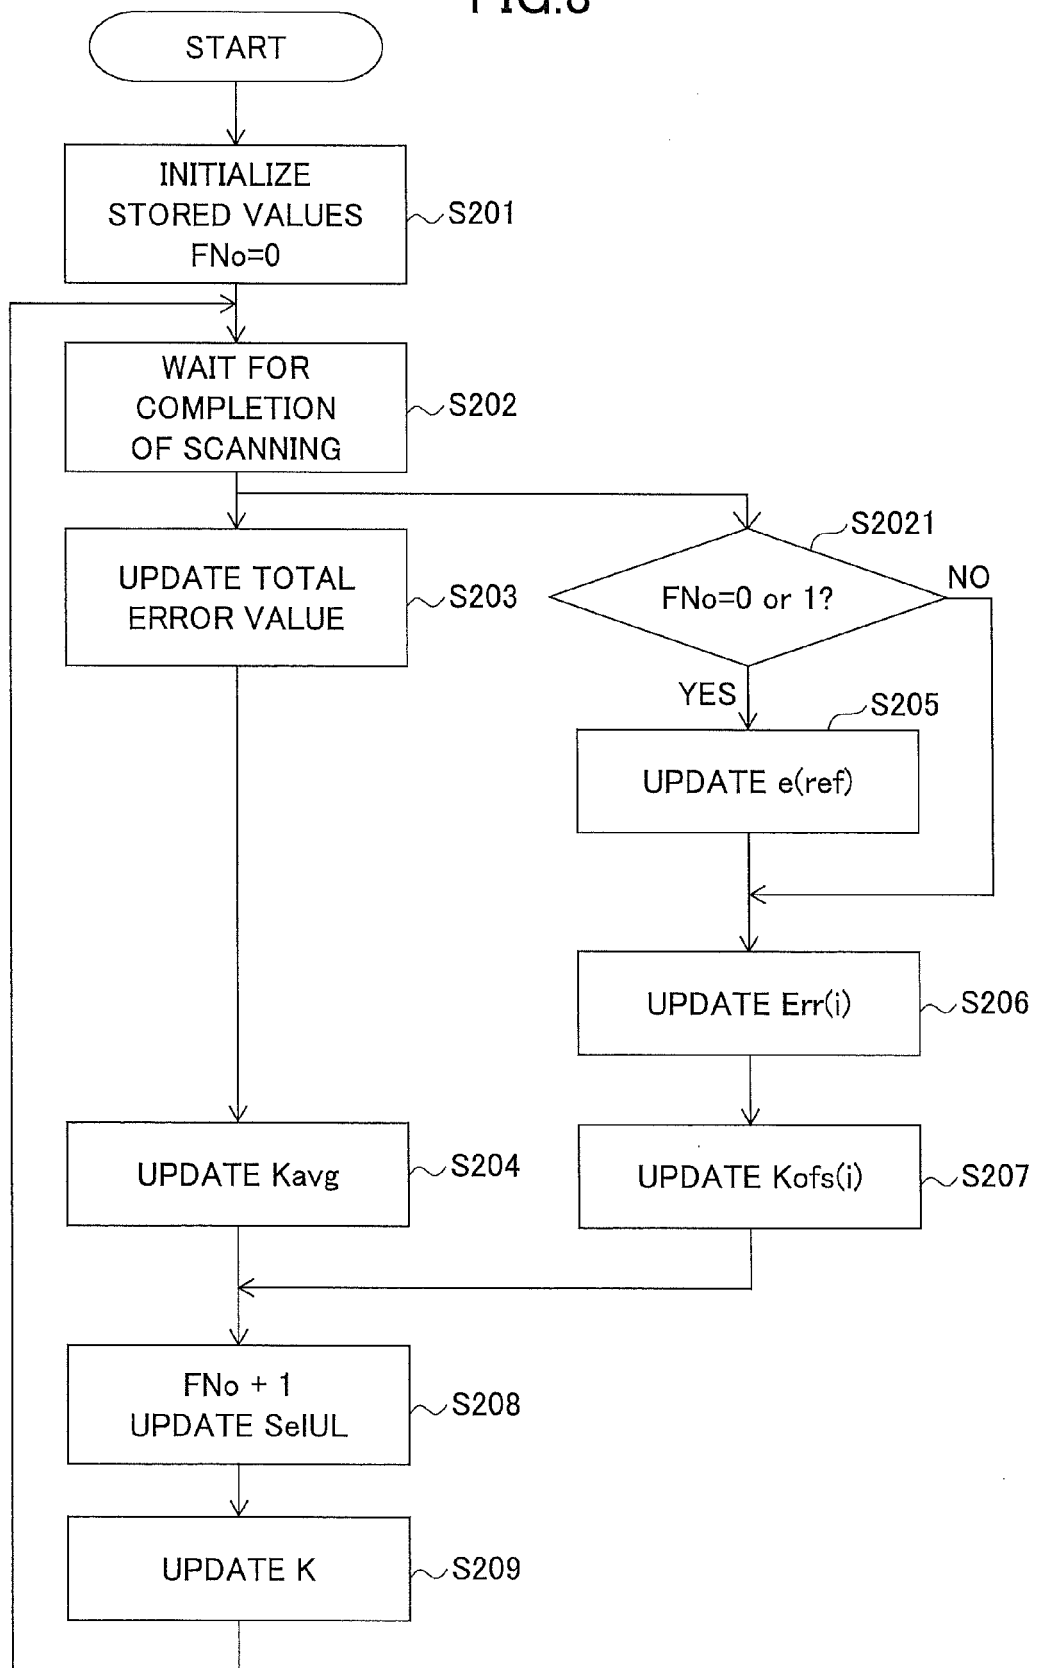 FIG.8
START
INITIALIZE
STORED VALUES
FNo=0
S201
WAIT FOR
COMPLETION
OF SCANNING
S202
S2021
UPDATE TOTAL
ERROR VALUE
S203
FNo=0 or 1?
NO
YES
S205
UPDATE e(ref)
UPDATE Err(i)
S206
UPDATE Kavg
S204
UPDATE Kofs(i)
S207
FNo + 1
UPDATE SelUL
S208
UPDATE K
S209